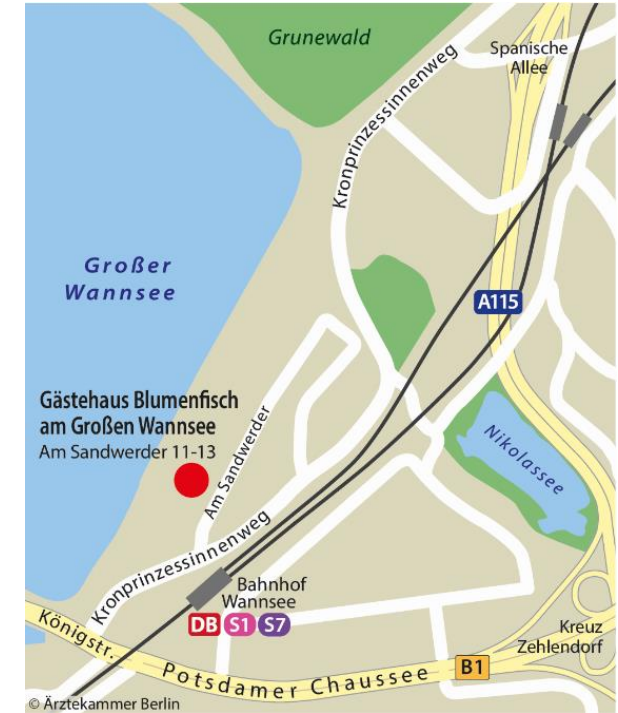 Grunewald
Kronprinzessinnenweg
Spanische
Allee
Großer
Wannsee
A115
Gästehaus Blumenfisch
am Großen Wannsee
Am Sandwerder 11-13
Am Sandwerder
Nikolassee
Kronprinzessinnenweg
Bahnhof
Wannsee
DB S1 S7
Königstr.
Potsdamer Chaussee
B1
Kreuz
Zehlendorf
© Ärztekammer Berlin